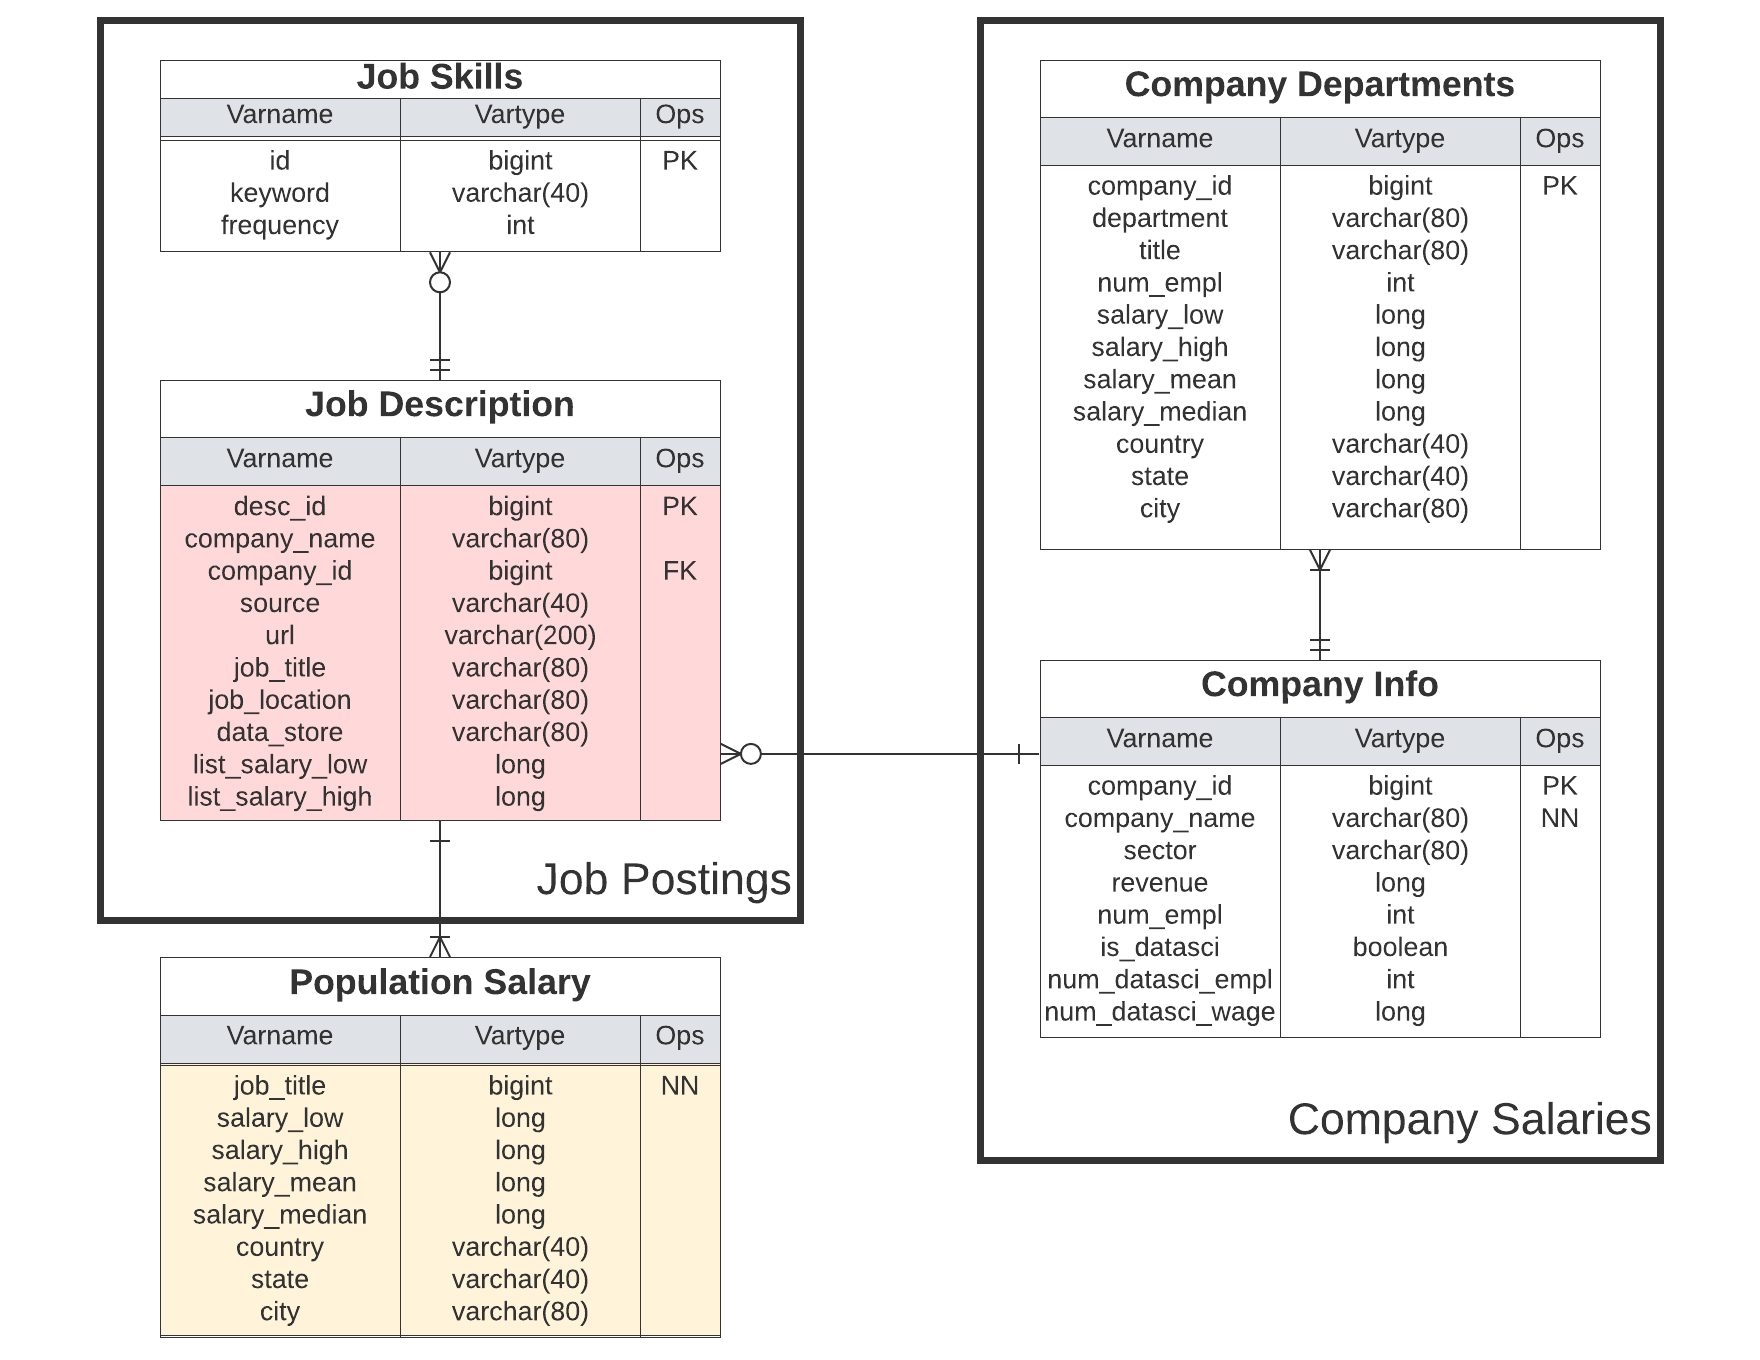 Job Skills
Varname Vartype Ops
id bigint PK
keyword varchar(40)
frequency int
Job Description
Varname Vartype Ops
desc_id bigint PK
company_name varchar(80)
company_id bigint FK
source varchar(40)
url varchar(200)
job_title varchar(80)
job_location varchar(80)
data_store varchar(80)
list_salary_low long
list_salary_high long
Job Postings
Population Salary
Varname Vartype Ops
job_title bigint NN
salary_low long
salary_high long
salary_mean long
salary_median long
country varchar(40)
state varchar(40)
city varchar(80)
Company Departments
Varname Vartype Ops
company_id bigint PK
department varchar(80)
title varchar(80)
num_empl int
salary_low long
salary_high long
salary_mean long
salary_median long
country varchar(40)
state varchar(40)
city varchar(80)
Company Info
Varname Vartype Ops
company_id bigint PK
company_name varchar(80) NN
sector varchar(80)
revenue long
num_empl int
is_datasci boolean
num_datasci_empl int
num_datasci_wage long
Company Salaries